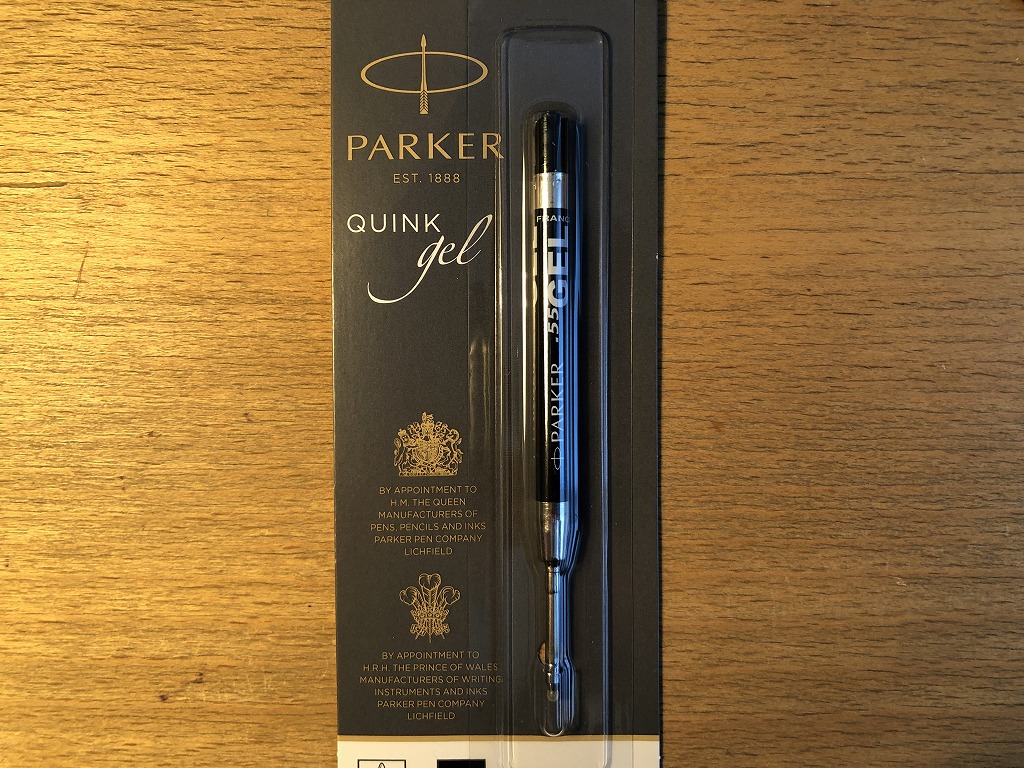 PARKER
EST. 1888
QUINK
gel
BY APPOINTMENT TO
H.M. THE QUEEN
MANUFACTURERS OF
PENS, PENCILS AND INKS
PARKER PEN COMPANY
LICHFIELD
BY APPOINTMENT TO
H.R.H. THE PRINCE OF WALES
MANUFACTURERS OF WRITING
INSTRUMENTS AND INKS
PARKER PEN COMPANY
LICHFIELD
FRANC
PARKER .55 GEL